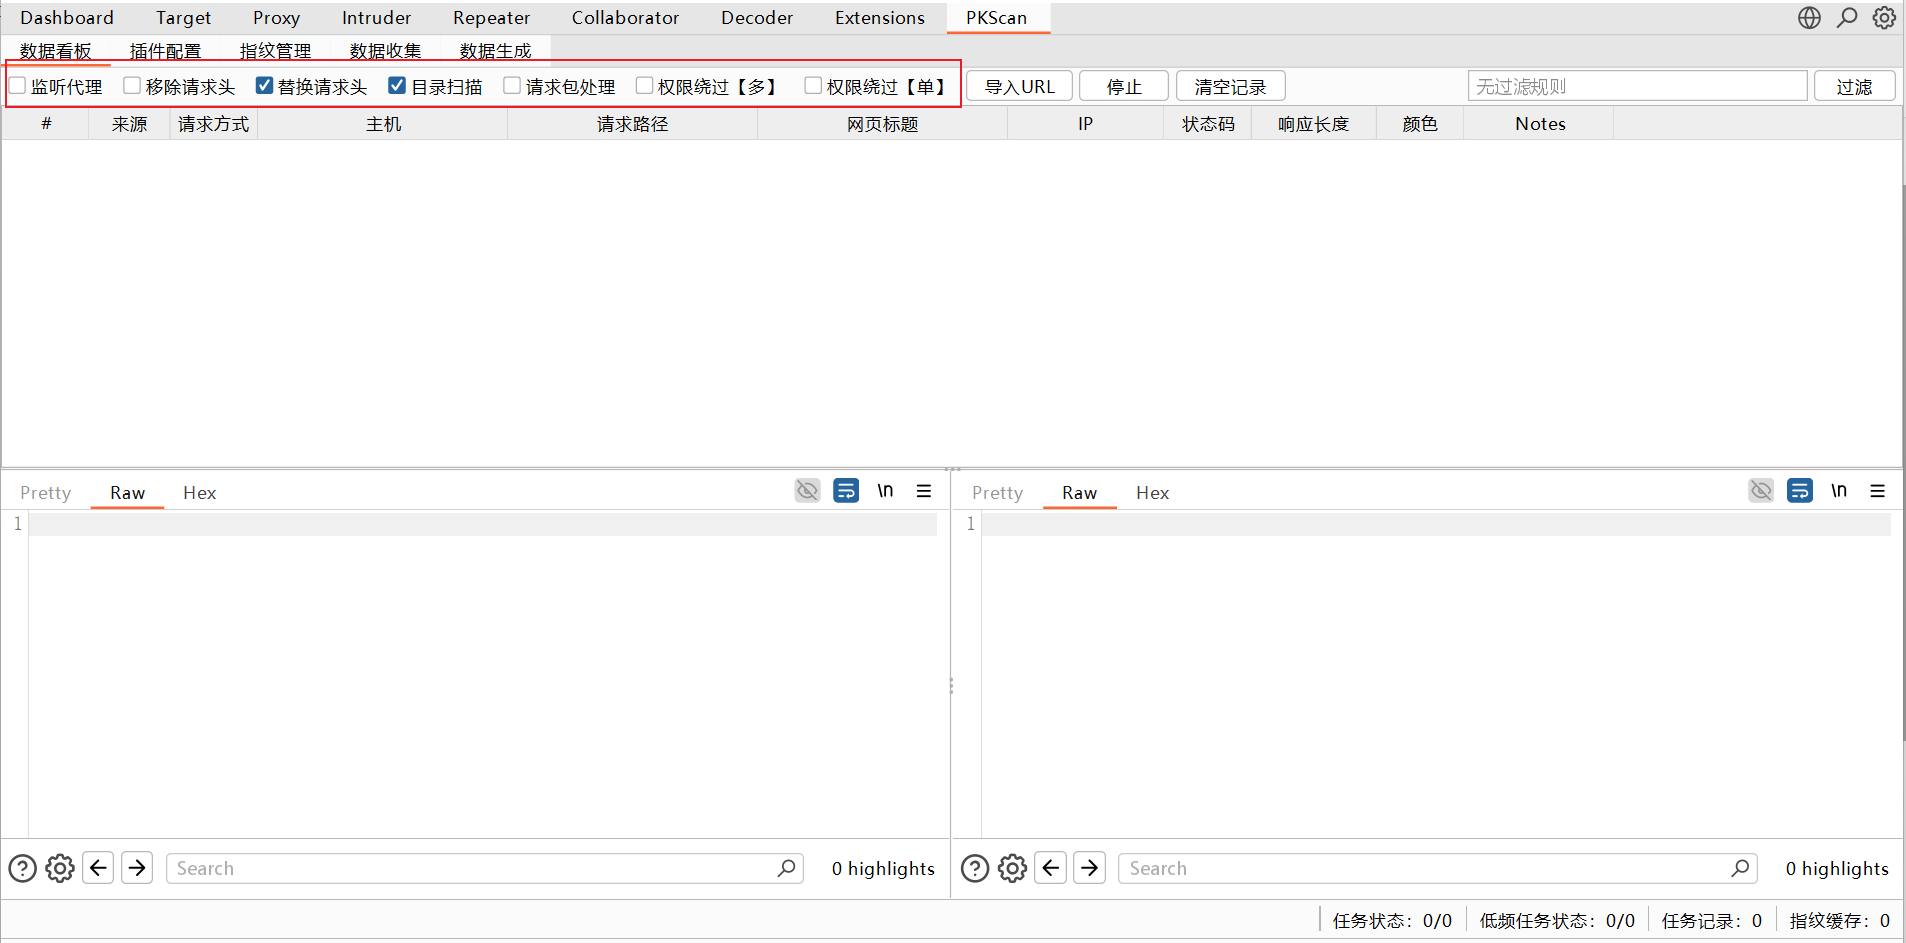 Dashboard Target Proxy Intruder Repeater Collaborator Decoder Extensions PKScan
数据看板 插件配置 指纹管理 数据收集 数据生成
监听代理 移除请求头 替换请求头 目录扫描 请求包处理 权限绕过【多】 权限绕过【单】 导入URL 停止 清空记录 无过滤规则 过滤
# 来源 请求方式 主机 请求路径 网页标题 IP 状态码 响应长度 颜色 Notes
Pretty Raw Hex \n Pretty Raw Hex \n
1 1
Search 0 highlights Search 0 highlights
任务状态：0/0 低频任务状态：0/0 任务记录：0 指纹缓存：0